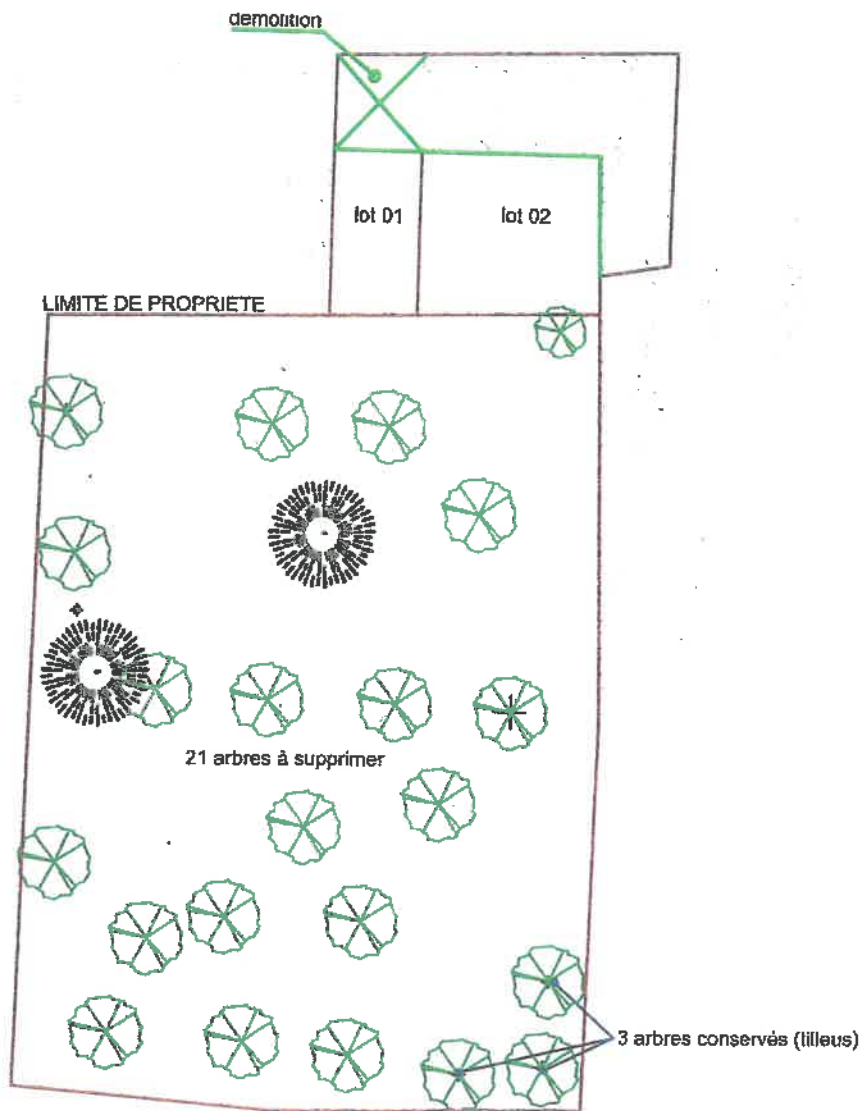 demolition
lot 01
lot 02
LIMITE DE PROPRIETE
21 arbres à supprimer
3 arbres conservés (tilleus)